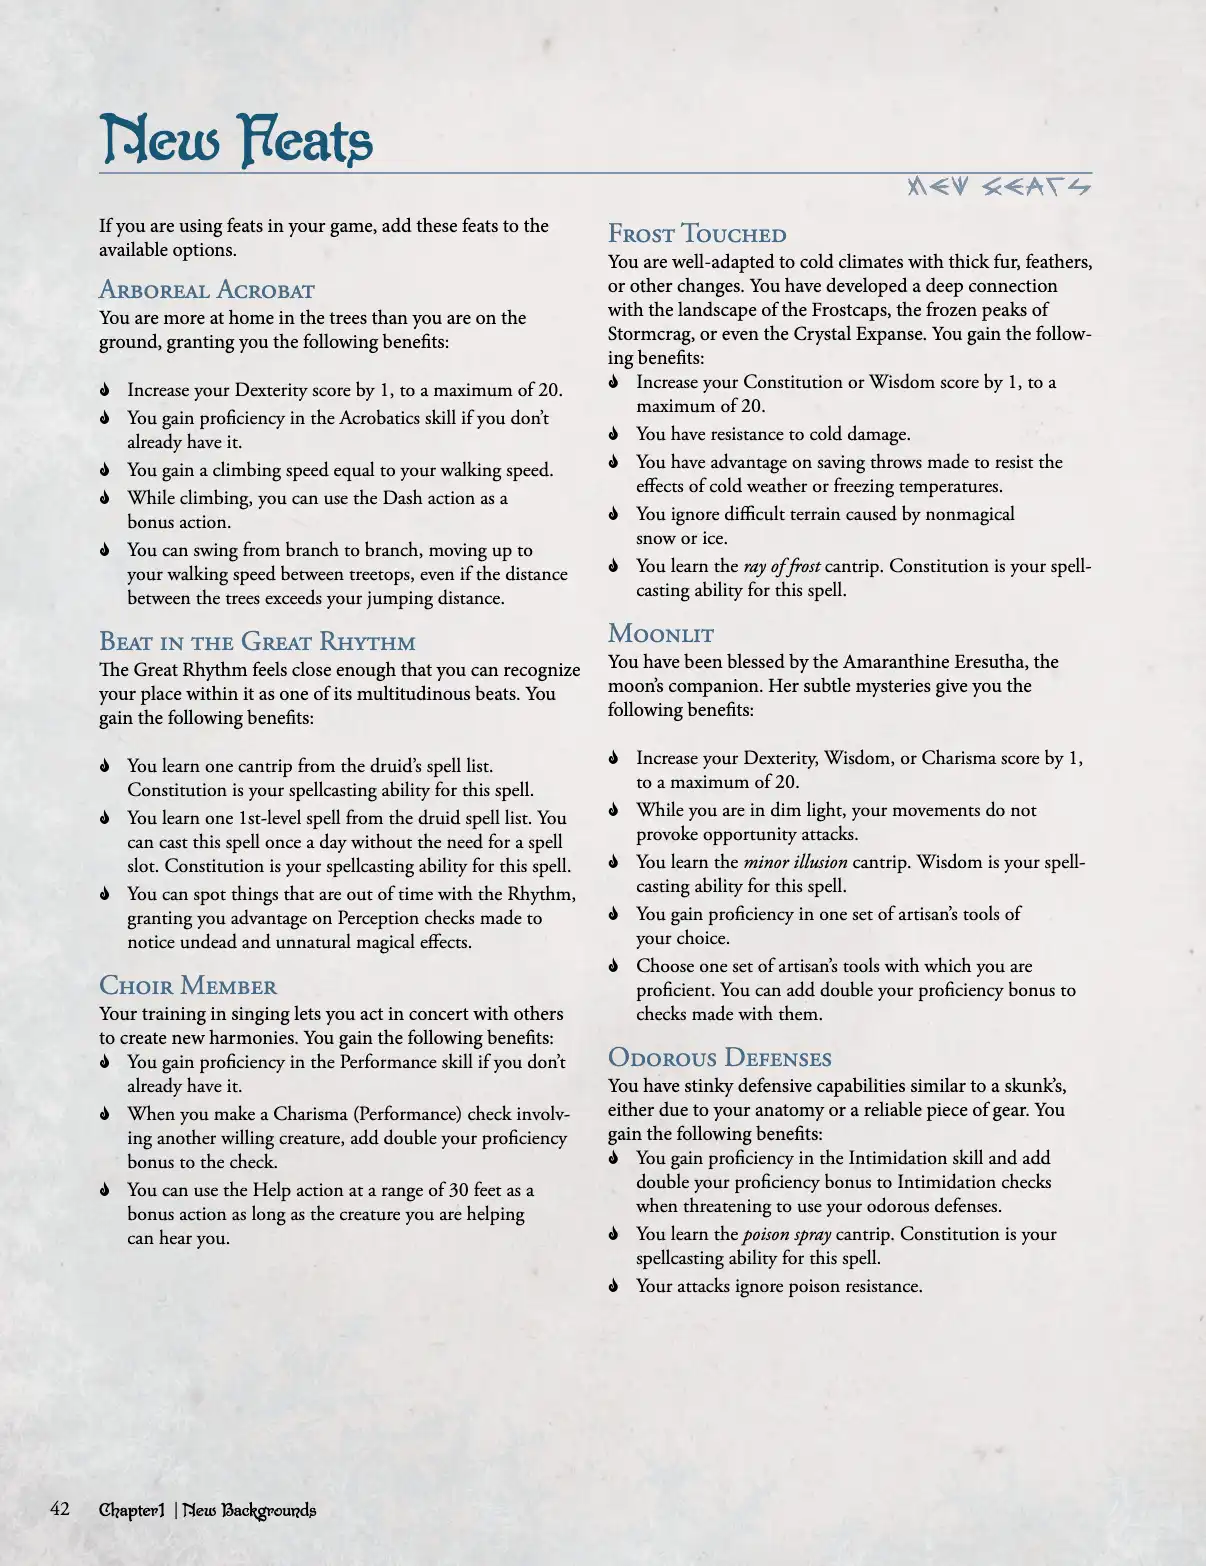 New Feats
NEW FEATS
If you are using feats in your game, add these feats to the
available options.
Arboreal Acrobat
You are more at home in the trees than you are on the
ground, granting you the following benefits:
Increase your Dexterity score by 1, to a maximum of 20.
You gain proficiency in the Acrobatics skill if you don’t
already have it.
You gain a climbing speed equal to your walking speed.
While climbing, you can use the Dash action as a
bonus action.
You can swing from branch to branch, moving up to
your walking speed between treetops, even if the distance
between the trees exceeds your jumping distance.
Beat in the Great Rhythm
The Great Rhythm feels close enough that you can recognize
your place within it as one of its multitudinous beats. You
gain the following benefits:
You learn one cantrip from the druid’s spell list.
Constitution is your spellcasting ability for this spell.
You learn one 1st-level spell from the druid spell list. You
can cast this spell once a day without the need for a spell
slot. Constitution is your spellcasting ability for this spell.
You can spot things that are out of time with the Rhythm,
granting you advantage on Perception checks made to
notice undead and unnatural magical effects.
Choir Member
Your training in singing lets you act in concert with others
to create new harmonies. You gain the following benefits:
You gain proficiency in the Performance skill if you don’t
already have it.
When you make a Charisma (Performance) check involv-
ing another willing creature, add double your proficiency
bonus to the check.
You can use the Help action at a range of 30 feet as a
bonus action as long as the creature you are helping
can hear you.
Frost Touched
You are well-adapted to cold climates with thick fur, feathers,
or other changes. You have developed a deep connection
with the landscape of the Frostcaps, the frozen peaks of
Stormcrag, or even the Crystal Expanse. You gain the follow-
ing benefits:
Increase your Constitution or Wisdom score by 1, to a
maximum of 20.
You have resistance to cold damage.
You have advantage on saving throws made to resist the
effects of cold weather or freezing temperatures.
You ignore difficult terrain caused by nonmagical
snow or ice.
You learn the ray of frost cantrip. Constitution is your spell-
casting ability for this spell.
Moonlit
You have been blessed by the Amaranthine Eresutha, the
moon’s companion. Her subtle mysteries give you the
following benefits:
Increase your Dexterity, Wisdom, or Charisma score by 1,
to a maximum of 20.
While you are in dim light, your movements do not
provoke opportunity attacks.
You learn the minor illusion cantrip. Wisdom is your spell-
casting ability for this spell.
You gain proficiency in one set of artisan’s tools of
your choice.
Choose one set of artisan’s tools with which you are
proficient. You can add double your proficiency bonus to
checks made with them.
Odorous Defenses
You have stinky defensive capabilities similar to a skunk’s,
either due to your anatomy or a reliable piece of gear. You
gain the following benefits:
You gain proficiency in the Intimidation skill and add
double your proficiency bonus to Intimidation checks
when threatening to use your odorous defenses.
You learn the poison spray cantrip. Constitution is your
spellcasting ability for this spell.
Your attacks ignore poison resistance.
42 Chapter 1 | New Backgrounds